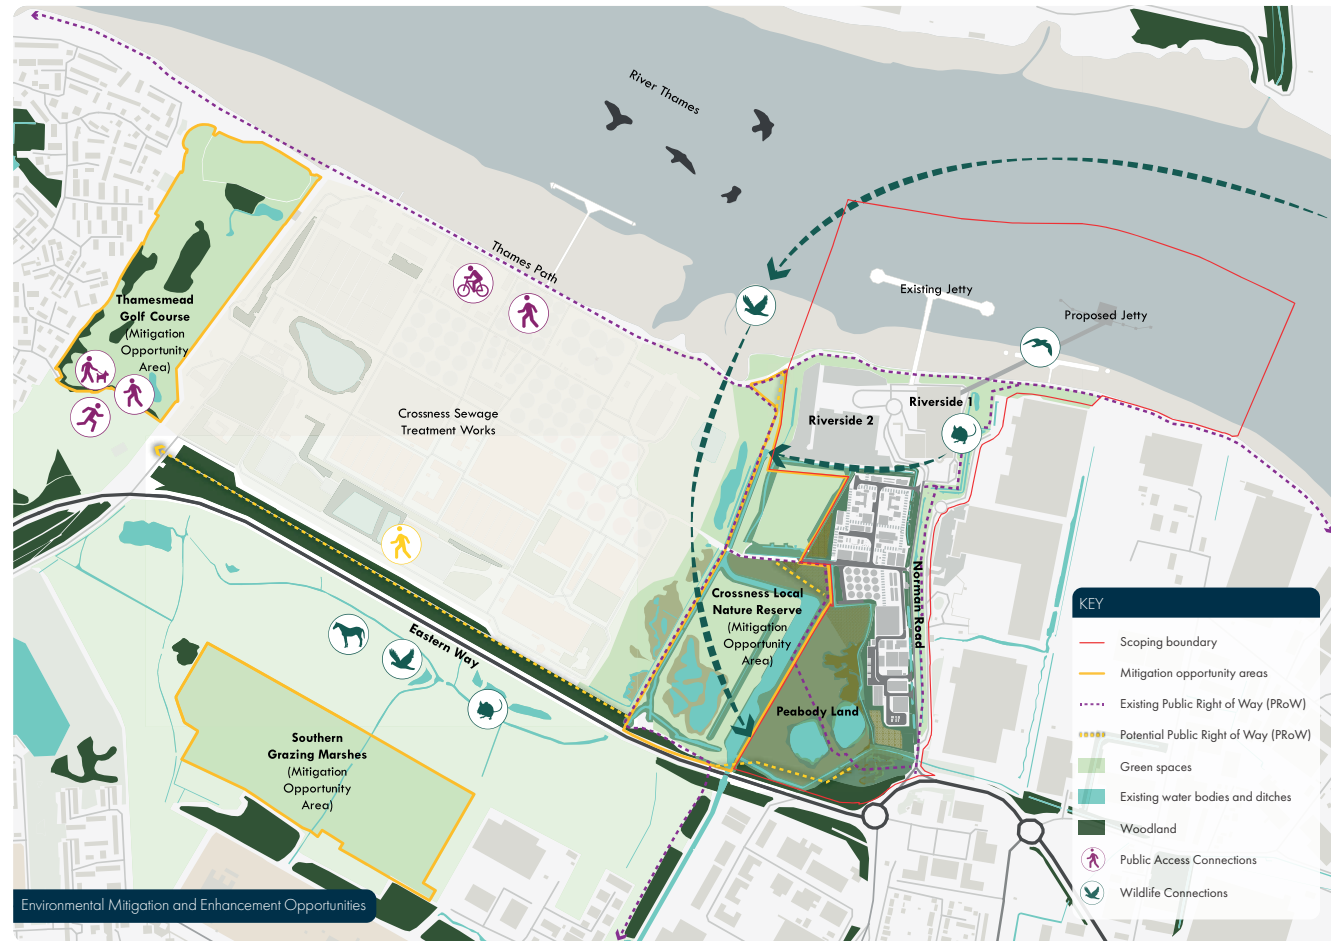 River Thames
Thames Path
Existing Jetty
Proposed Jetty
Thamesmead
Golf Course
(Mitigation
Opportunity
Area)
Riverside 1
Riverside 2
Crossness Sewage
Treatment Works
Norman Road
Crossness Local
Nature Reserve
(Mitigation
Opportunity
Area)
Eastern Way
Peabody Land
Southern
Grazing Marshes
(Mitigation
Opportunity
Area)
KEY
Scoping boundary
Mitigation opportunity areas
Existing Public Right of Way (PRoW)
Potential Public Right of Way (PRoW)
Green spaces
Existing water bodies and ditches
Woodland
Public Access Connections
Wildlife Connections
Environmental Mitigation and Enhancement Opportunities